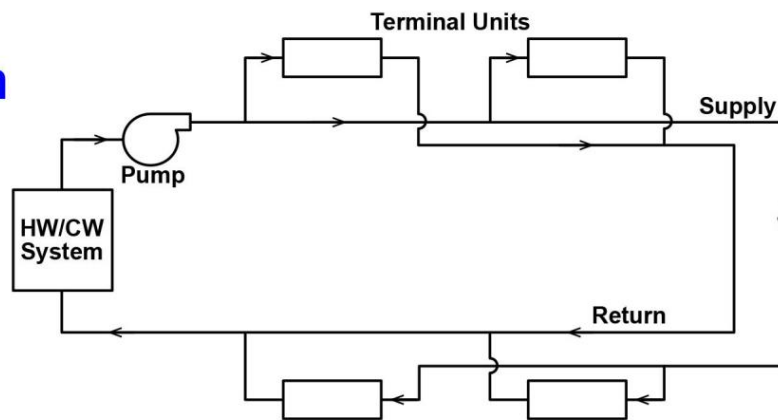 Terminal Units
Supply
Pump
HW/CW
System
Return